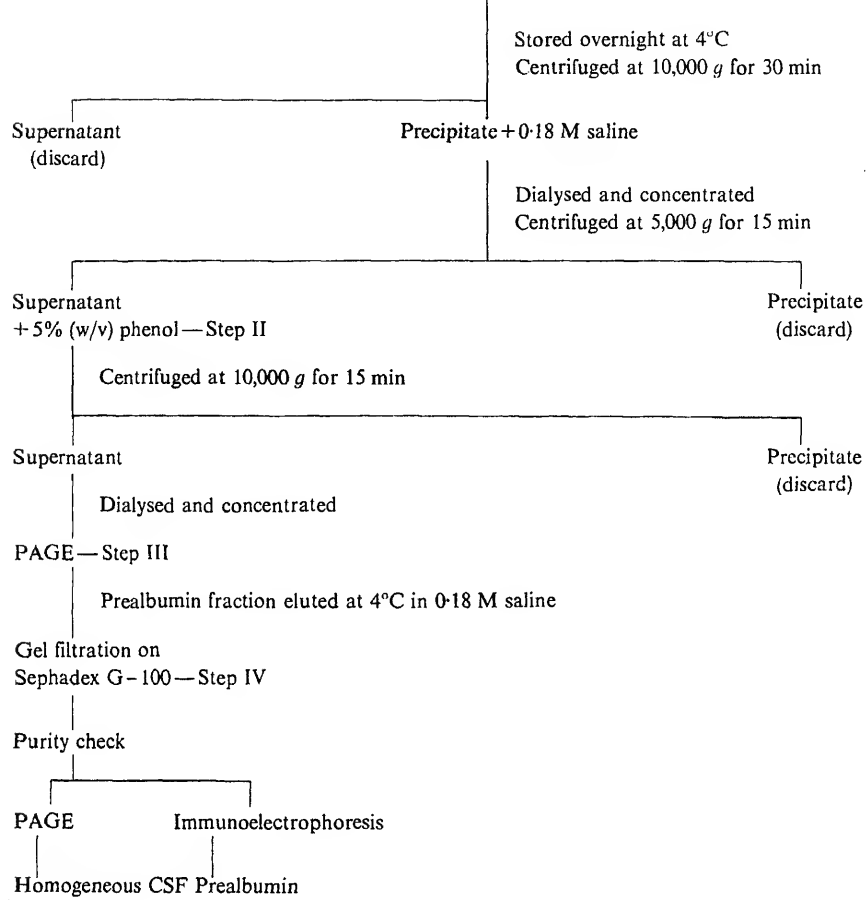 Stored overnight at 4°C
Centrifuged at 10,000 g for 30 min
Supernatant
(discard)
Precipitate + 0·18 M saline
Dialysed and concentrated
Centrifuged at 5,000 g for 15 min
Supernatant
+ 5% (w/v) phenol — Step II
Precipitate
(discard)
Centrifuged at 10,000 g for 15 min
Supernatant
Precipitate
(discard)
Dialysed and concentrated
PAGE — Step III
Prealbumin fraction eluted at 4°C in 0·18 M saline
Gel filtration on
Sephadex G–100 — Step IV
Purity check
PAGE
Immunoelectrophoresis
Homogeneous CSF Prealbumin